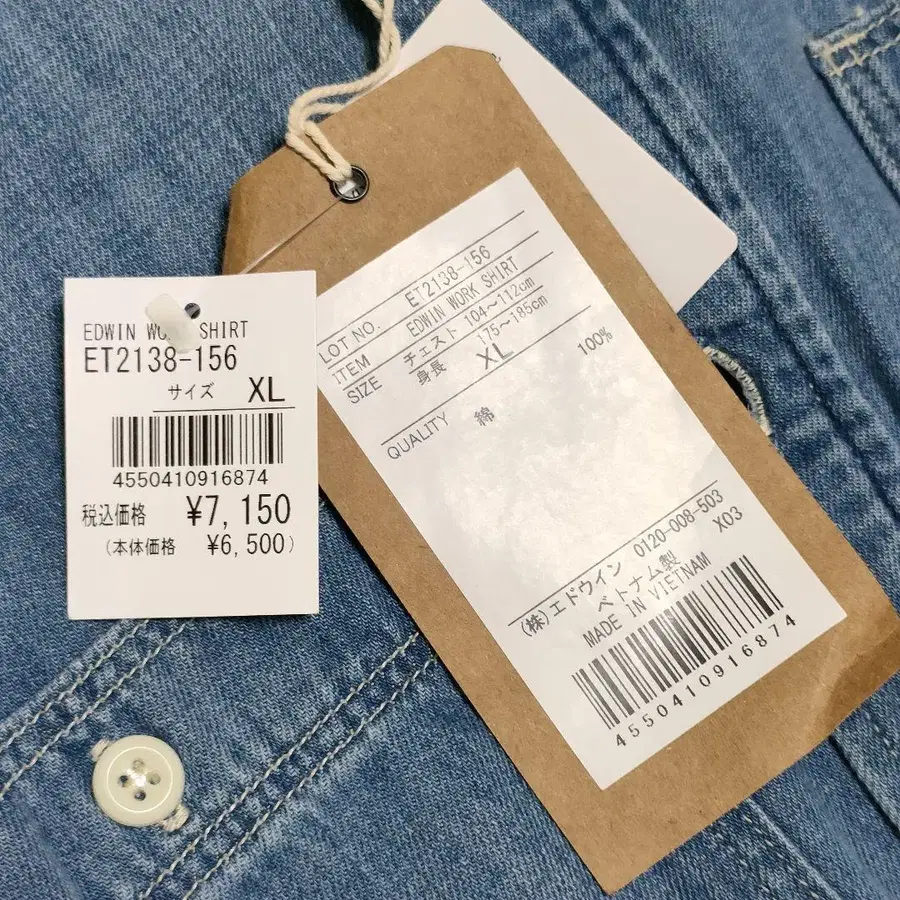 EDWIN WORK SHIRT
ET2138-156
サイズ XL
4550410916874
税込価格 ¥7,150
(本体価格 ¥6,500)
LOT NO. ET2138-156
ITEM EDWIN WORK SHIRT
SIZE チェスト 104～112cm
身長 175～185cm
XL
QUALITY 綿 100%
(株)エドウイン 0120-008-503
ベトナム製 X03
MADE IN VIETNAM
4550410916874